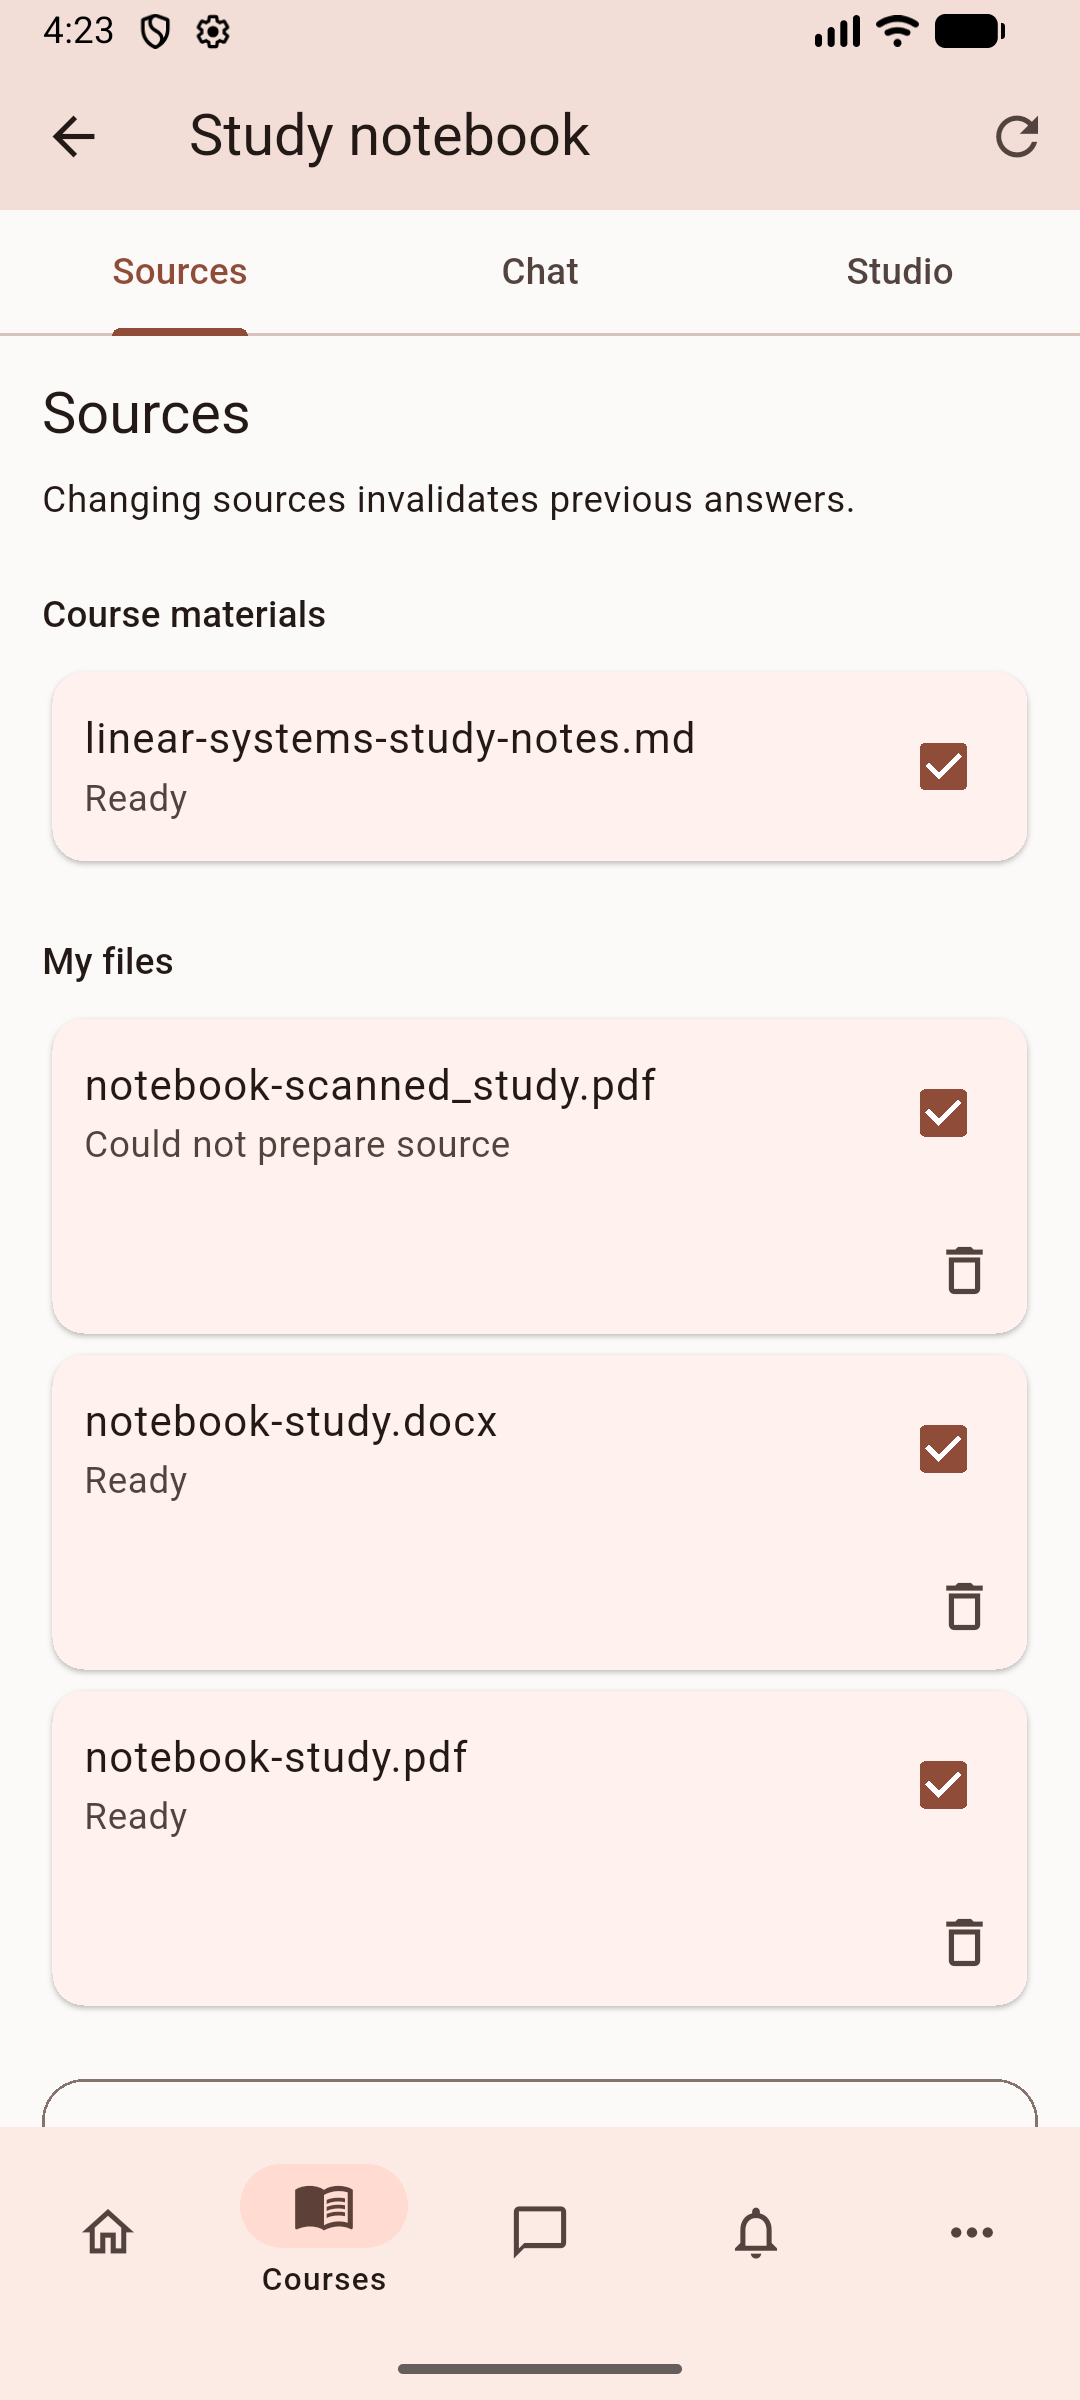 4:23
Study notebook
Sources
Chat
Studio
Sources
Changing sources invalidates previous answers.
Course materials
linear-systems-study-notes.md
Ready
My files
notebook-scanned_study.pdf
Could not prepare source
notebook-study.docx
Ready
notebook-study.pdf
Ready
Courses